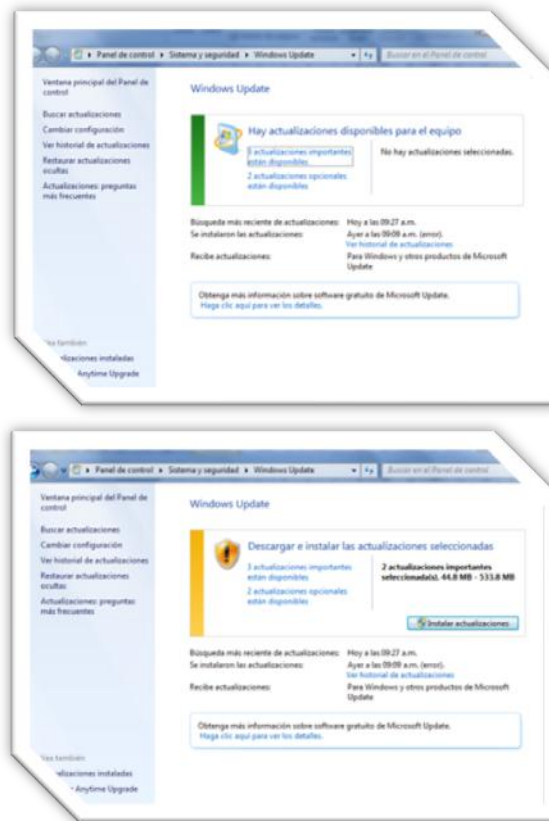 Panel de control ▸ Sistema y seguridad ▸ Windows Update
Buscar en el Panel de control
Ventana principal del Panel de
control
Buscar actualizaciones
Cambiar configuración
Ver historial de actualizaciones
Restaurar actualizaciones
ocultas
Actualizaciones: preguntas
más frecuentes
Windows Update
Hay actualizaciones disponibles para el equipo
3 actualizaciones importantes
están disponibles
2 actualizaciones opcionales
están disponibles
No hay actualizaciones seleccionadas.
Búsqueda más reciente de actualizaciones: Hoy a las 09:27 a.m.
Se instalaron las actualizaciones: Ayer a las 09:09 a.m. (error).
Ver historial de actualizaciones
Recibe actualizaciones: Para Windows y otros productos de Microsoft
Update
Obtenga más información sobre software gratuito de Microsoft Update.
Haga clic aquí para ver los detalles.
también
instaladas
Anytime Upgrade
Panel de control ▸ Sistema y seguridad ▸ Windows Update
Buscar en el Panel de control
Ventana principal del Panel de
control
Buscar actualizaciones
Cambiar configuración
Ver historial de actualizaciones
Restaurar actualizaciones
ocultas
Actualizaciones: preguntas
más frecuentes
Windows Update
Descargar e instalar las actualizaciones seleccionadas
3 actualizaciones importantes
están disponibles
2 actualizaciones opcionales
están disponibles
2 actualizaciones importantes
seleccionada(s), 44.8 MB - 533.8 MB
Instalar actualizaciones
Búsqueda más reciente de actualizaciones: Hoy a las 09:27 a.m.
Se instalaron las actualizaciones: Ayer a las 09:09 a.m. (error).
Ver historial de actualizaciones
Recibe actualizaciones: Para Windows y otros productos de Microsoft
Update
Obtenga más información sobre software gratuito de Microsoft Update.
Haga clic aquí para ver los detalles.
también
instaladas
Anytime Upgrade